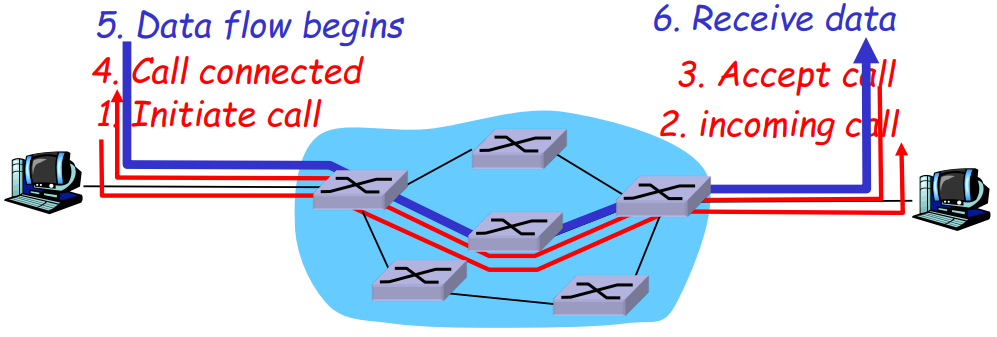 5. Data flow begins
4. Call connected
1. Initiate call
6. Receive data
3. Accept call
2. incoming call